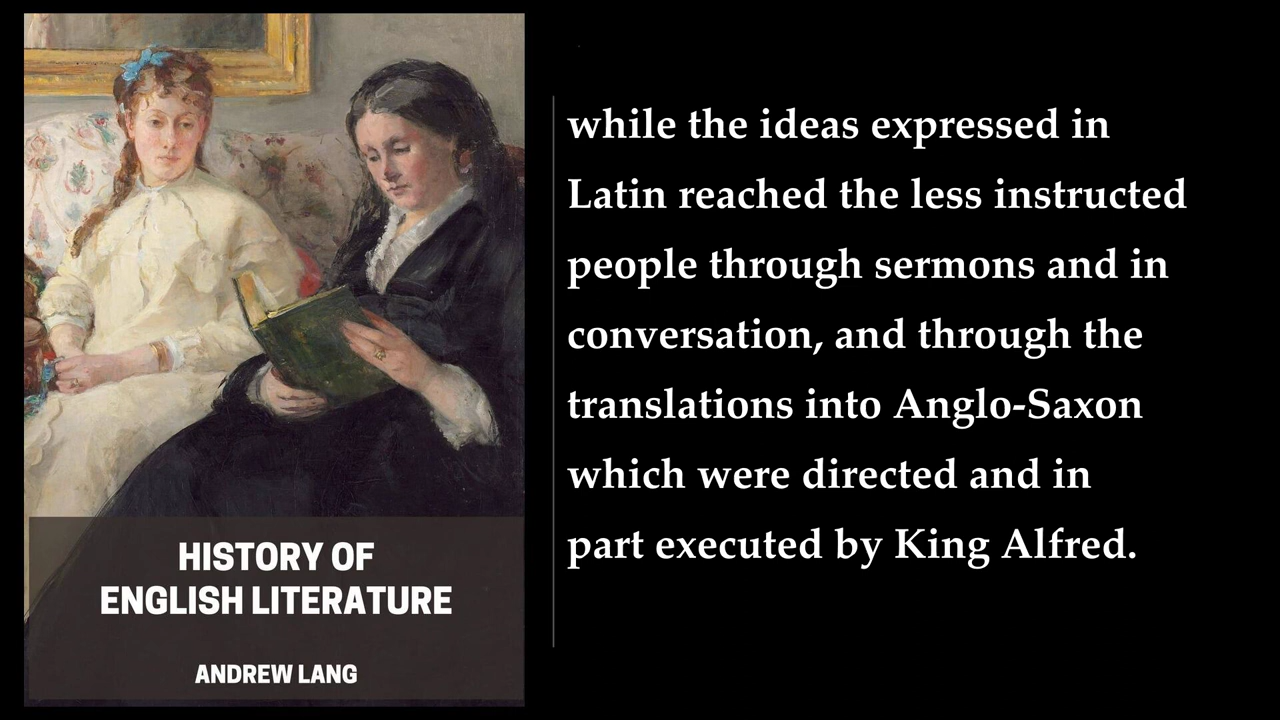 HISTORY OF
ENGLISH LITERATURE
ANDREW LANG
while the ideas expressed in
Latin reached the less instructed
people through sermons and in
conversation, and through the
translations into Anglo-Saxon
which were directed and in
part executed by King Alfred.